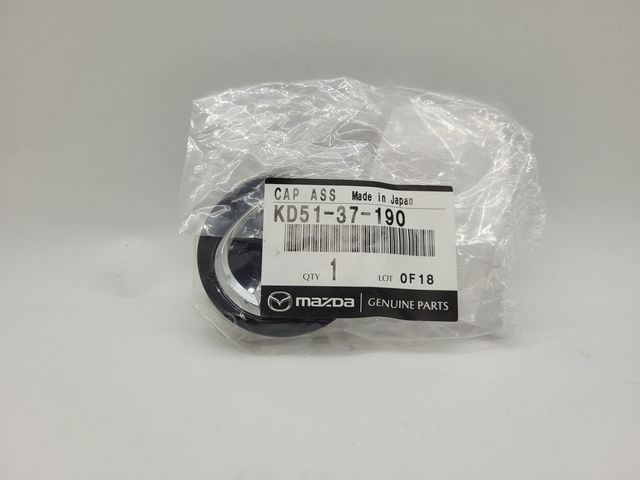 CAP ASS Made in Japan
KD51-37-190
QTY 1 LOT 0F18
mazda GENUINE PARTS